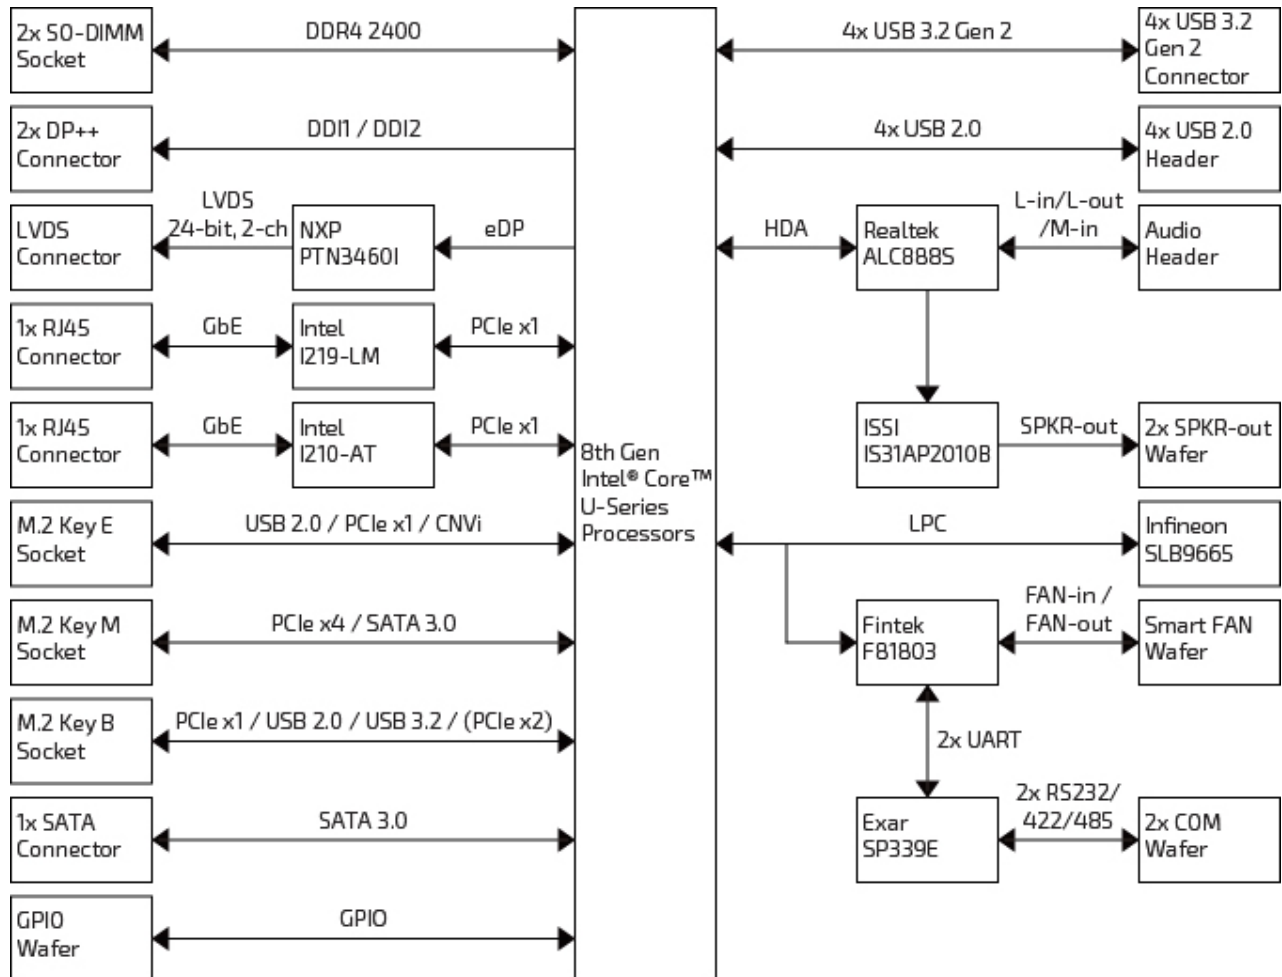 2x SO-DIMM
Socket
DDR4 2400
2x DP++
Connector
DDI1 / DDI2
LVDS
Connector
LVDS
24-bit, 2-ch
NXP
PTN3460I
eDP
1x RJ45
Connector
GbE
Intel
I219-LM
PCIe x1
1x RJ45
Connector
GbE
Intel
I210-AT
PCIe x1
M.2 Key E
Socket
USB 2.0 / PCIe x1 / CNVi
M.2 Key M
Socket
PCIe x4 / SATA 3.0
M.2 Key B
Socket
PCIe x1 / USB 2.0 / USB 3.2 / (PCIe x2)
1x SATA
Connector
SATA 3.0
GPIO
Wafer
GPIO
8th Gen
Intel® Core™
U-Series
Processors
4x USB 3.2 Gen 2
4x USB 3.2
Gen 2
Connector
4x USB 2.0
4x USB 2.0
Header
HDA
Realtek
ALC888S
L-in/L-out
/M-in
Audio
Header
ISSI
IS31AP2010B
SPKR-out
2x SPKR-out
Wafer
LPC
Infineon
SLB9665
Fintek
F81803
FAN-in /
FAN-out
Smart FAN
Wafer
2x UART
Exar
SP339E
2x RS232/
422/485
2x COM
Wafer